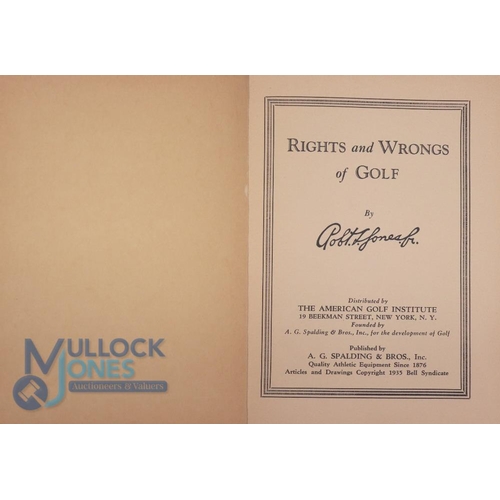 MULLOCK
JONES
Auctioneers & Valuers
RIGHTS and WRONGS
of GOLF
By
Robt. T. Jones, Jr.
Distributed by
THE AMERICAN GOLF INSTITUTE
19 BEEKMAN STREET, NEW YORK, N. Y.
Founded by
A. G. Spalding & Bros., Inc., for the development of Golf
Published by
A. G. SPALDING & BROS., Inc.
Quality Athletic Equipment Since 1876
Articles and Drawings Copyright 1935 Bell Syndicate